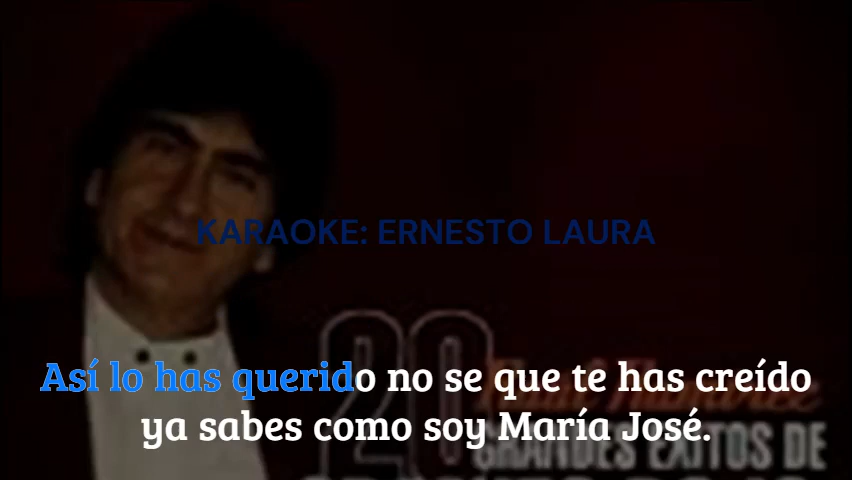 KARAOKE: ERNESTO LAURA
Así lo has querido no se que te has creído
ya sabes como soy María José.
20
GRANDES EXITOS DE